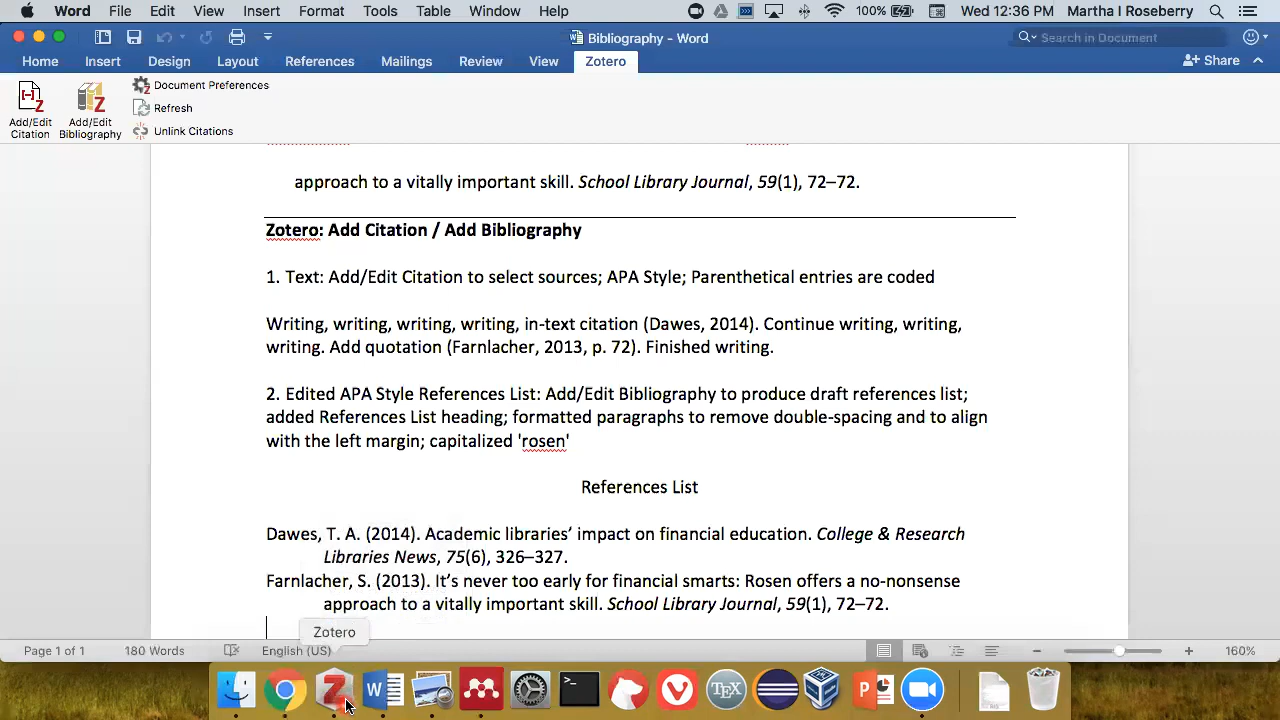 Word File Edit View Insert Format Tools Table Window Help 100% Wed 12:36 PM Martha I Roseberry
Bibliography - Word
Search in Document
Home Insert Design Layout References Mailings Review View Zotero
Share
Add/Edit
Citation
Add/Edit
Bibliography
Document Preferences
Refresh
Unlink Citations
approach to a vitally important skill. School Library Journal, 59(1), 72–72.
Zotero: Add Citation / Add Bibliography
1. Text: Add/Edit Citation to select sources; APA Style; Parenthetical entries are coded
Writing, writing, writing, writing, in-text citation (Dawes, 2014). Continue writing, writing,
writing. Add quotation (Farnlacher, 2013, p. 72). Finished writing.
2. Edited APA Style References List: Add/Edit Bibliography to produce draft references list;
added References List heading; formatted paragraphs to remove double-spacing and to align
with the left margin; capitalized 'rosen'
References List
Dawes, T. A. (2014). Academic libraries’ impact on financial education. College & Research
Libraries News, 75(6), 326–327.
Farnlacher, S. (2013). It’s never too early for financial smarts: Rosen offers a no-nonsense
approach to a vitally important skill. School Library Journal, 59(1), 72–72.
Zotero
Page 1 of 1 180 Words English (US) 160%